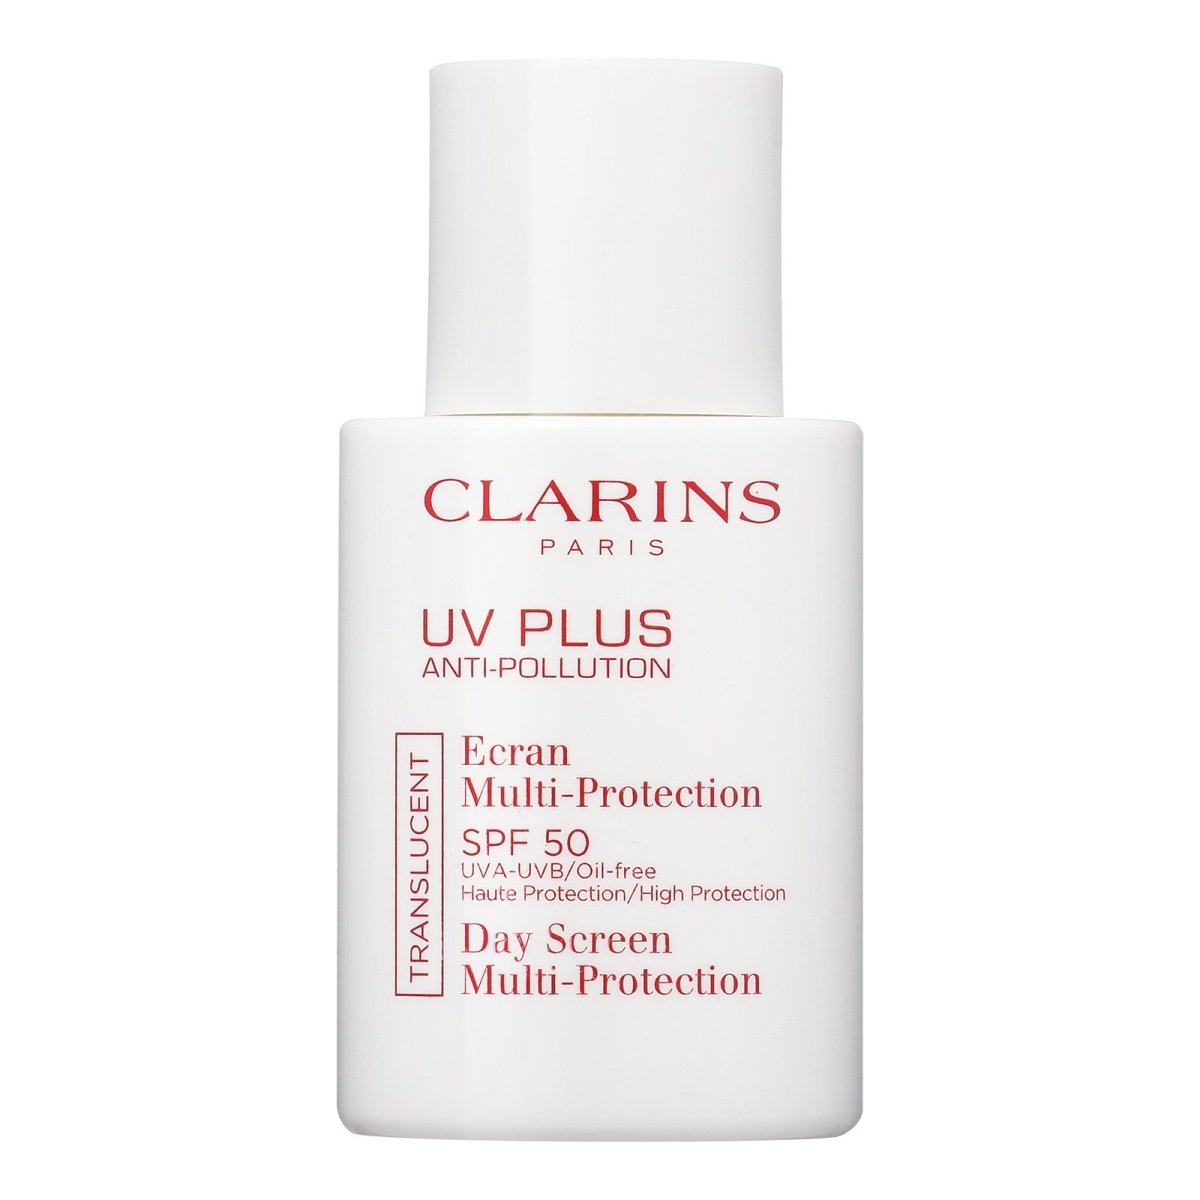 CLARINS
PARIS
UV PLUS
ANTI-POLLUTION
TRANSLUCENT
Ecran
Multi-Protection
SPF 50
UVA-UVB/Oil-free
Haute Protection/High Protection
Day Screen
Multi-Protection